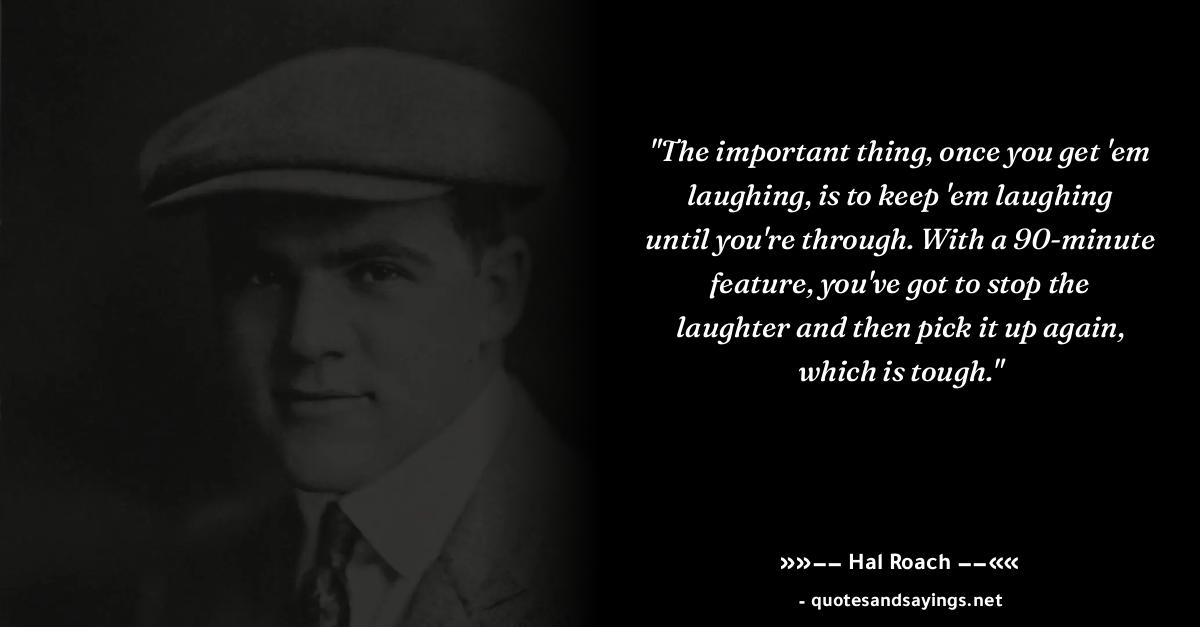 "The important thing, once you get 'em
laughing, is to keep 'em laughing
until you're through. With a 90-minute
feature, you've got to stop the
laughter and then pick it up again,
which is tough."
»»−− Hal Roach −−««
- quotesandsayings.net